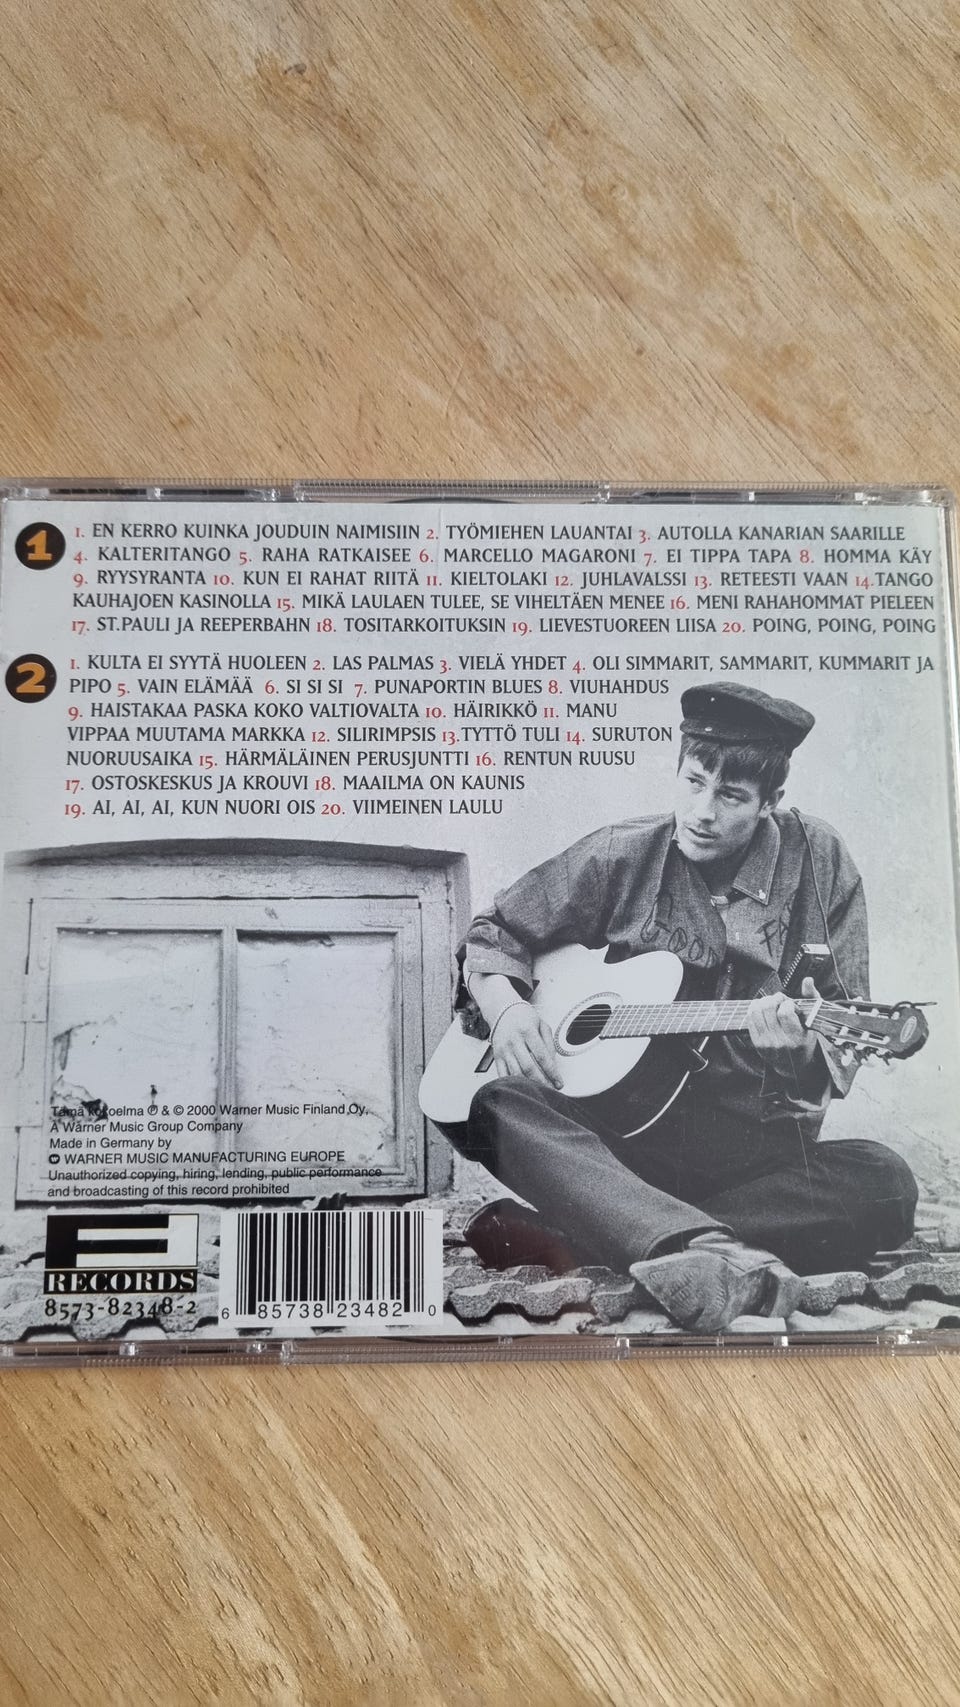 1 1. EN KERRO KUINKA JOUDUIN NAIMISIIN 2. TYÖMIEHEN LAUANTAI 3. AUTOLLA KANARIAN SAARILLE
4. KALTERITANGO 5. RAHA RATKAISEE 6. MARCELLO MAGARONI 7. EI TIPPA TAPA 8. HOMMA KÄY
9. RYYSYRANTA 10. KUN EI RAHAT RIITÄ 11. KIELTOLAKI 12. JUHLAVALSSI 13. RETEESTI VAAN 14.TANGO
KAUHAJOEN KASINOLLA 15. MIKÄ LAULAEN TULEE, SE VIHELTÄEN MENEE 16. MENI RAHAHOMMAT PIELEEN
17. ST.PAULI JA REEPERBAHN 18. TOSITARKOITUKSIN 19. LIEVESTUOREEN LIISA 20. POING, POING, POING
2 1. KULTA EI SYYTÄ HUOLEEN 2. LAS PALMAS 3. VIELÄ YHDET 4. OLI SIMMARIT, SAMMARIT, KUMMARIT JA
PIPO 5. VAIN ELÄMÄÄ 6. SI SI SI 7. PUNAPORTIN BLUES 8. VIUHAHDUS
9. HAISTAKAA PASKA KOKO VALTIOVALTA 10. HÄIRIKKÖ 11. MANU
VIPPAA MUUTAMA MARKKA 12. SILIRIMPSIS 13.TYTTÖ TULI 14. SURUTON
NUORUUSAIKA 15. HÄRMÄLÄINEN PERUSJUNTTI 16. RENTUN RUUSU
17. OSTOSKESKUS JA KROUVI 18. MAAILMA ON KAUNIS
19. AI, AI, AI, KUN NUORI OIS 20. VIIMEINEN LAULU
GOOD
Tämä kokoelma ℗ & © 2000 Warner Music Finland Oy,
A Warner Music Group Company
Made in Germany by
WARNER MUSIC MANUFACTURING EUROPE
Unauthorized copying, hiring, lending, public performance
and broadcasting of this record prohibited
F RECORDS
8573-82348-2
6 85738 23482 0